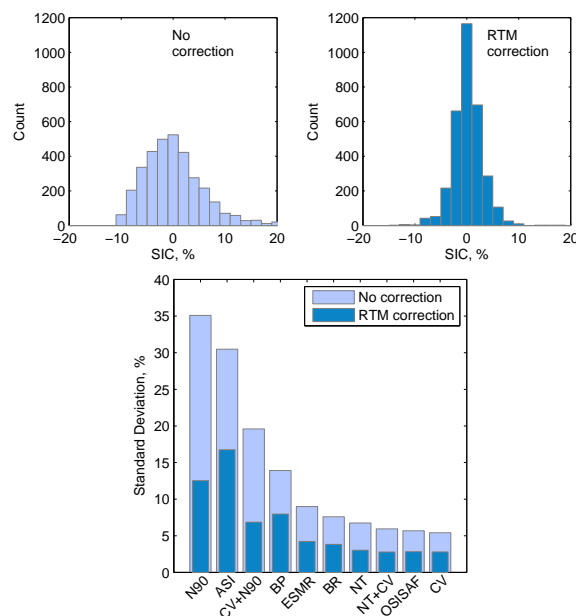 1200
1000
800
600
400
200
0
Count
No
correction
−20 −10 0 10 20
SIC, %
1200
1000
800
600
400
200
0
Count
RTM
correction
−20 −10 0 10 20
SIC, %
40
35
30
25
20
15
10
5
0
Standard Deviation, %
No correction
RTM correction
N90
ASI
CV+N90
BP
ESMR
BR
NT
NT+CV
OSISAF
CV